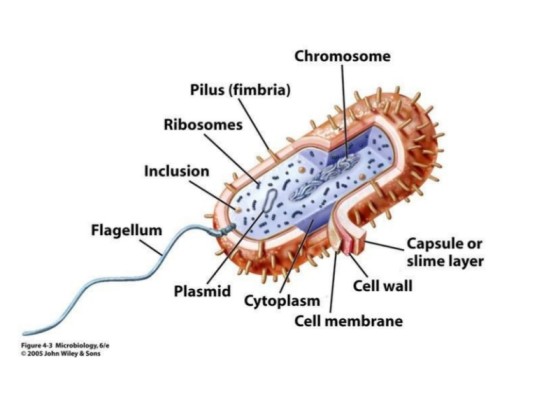 Chromosome
Pilus (fimbria)
Ribosomes
Inclusion
Flagellum
Capsule or
slime layer
Plasmid
Cell wall
Cytoplasm
Cell membrane
Figure 4-3 Microbiology, 6/e
© 2005 John Wiley & Sons